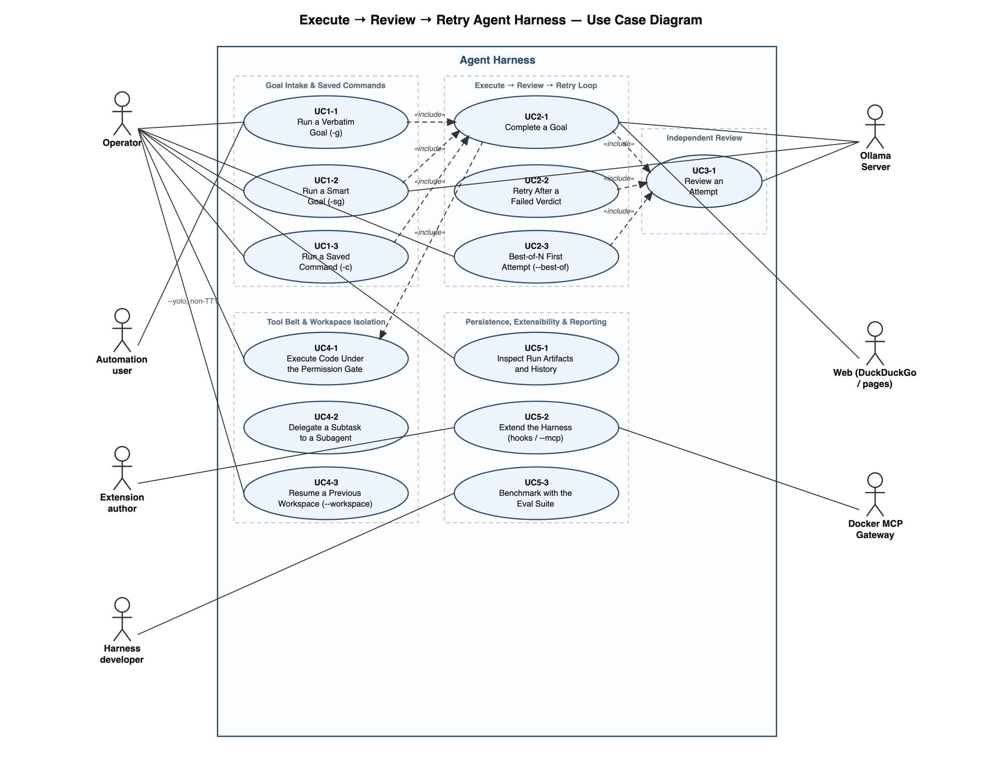 Execute → Review → Retry Agent Harness — Use Case Diagram
Agent Harness
Goal Intake & Saved Commands
UC1-1
Run a Verbatim
Goal (-g)
UC1-2
Run a Smart
Goal (-sg)
UC1-3
Run a Saved
Command (-c)
Execute → Review → Retry Loop
UC2-1
Complete a Goal
UC2-2
Retry After a
Failed Verdict
UC2-3
Best-of-N First
Attempt (--best-of)
Independent Review
UC3-1
Review an
Attempt
«include»
«include»
«include»
«include»
«include»
«include»
«include»
Tool Belt & Workspace Isolation
UC4-1
Execute Code Under
the Permission Gate
UC4-2
Delegate a Subtask
to a Subagent
UC4-3
Resume a Previous
Workspace (--workspace)
Persistence, Extensibility & Reporting
UC5-1
Inspect Run Artifacts
and History
UC5-2
Extend the Harness
(hooks / --mcp)
UC5-3
Benchmark with the
Eval Suite
Operator
--yolo, non-TTY
Automation
user
Extension
author
Harness
developer
Ollama
Server
Web (DuckDuckGo
/ pages)
Docker MCP
Gateway